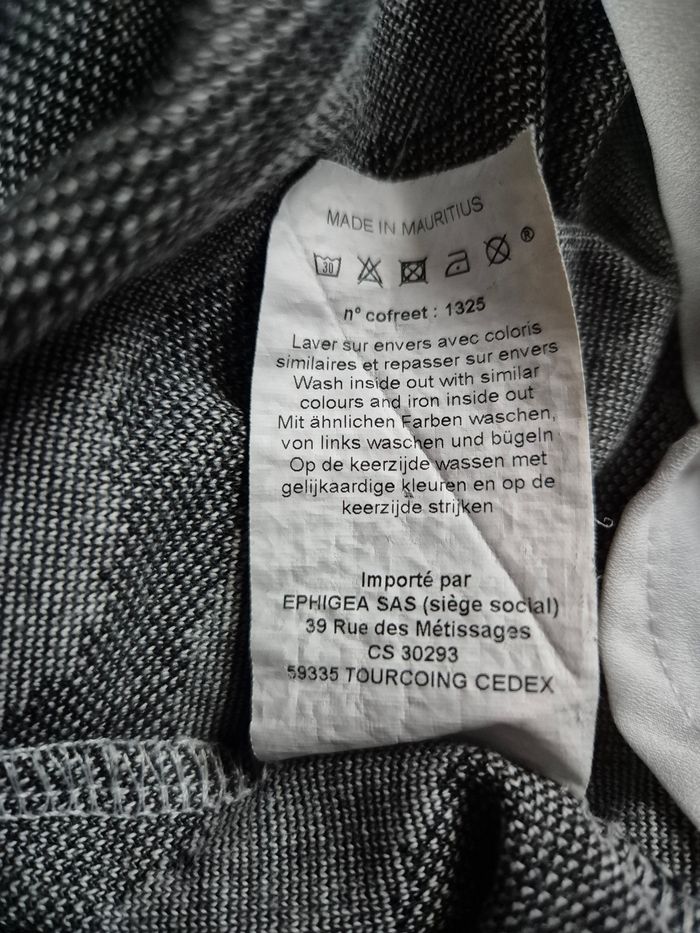 MADE IN MAURITIUS
30 ®
n° cofreet : 1325
Laver sur envers avec coloris
similaires et repasser sur envers
Wash inside out with similar
colours and iron inside out
Mit ähnlichen Farben waschen,
von links waschen und bügeln
Op de keerzijde wassen met
gelijkaardige kleuren en op de
keerzijde strijken
Importé par
EPHIGEA SAS (siège social)
39 Rue des Métissages
CS 30293
59335 TOURCOING CEDEX